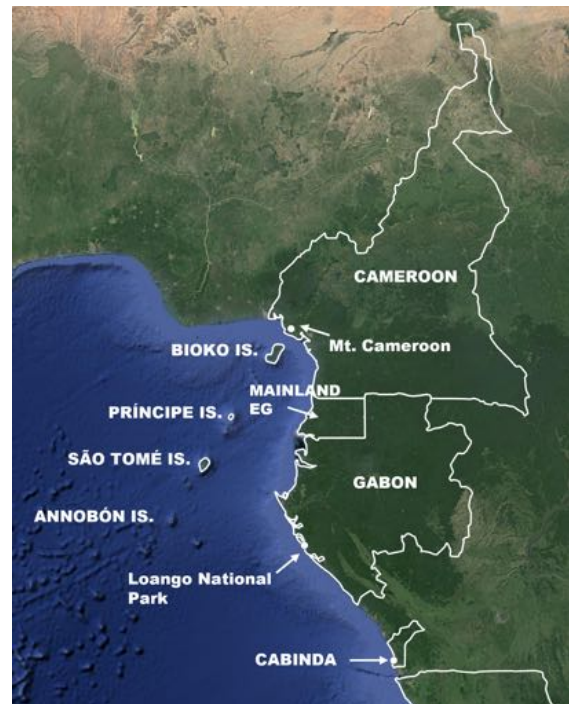 CAMEROON
Mt. Cameroon
BIOKO IS.
MAINLAND
EG
PRÍNCIPE IS.
SÃO TOMÉ IS.
GABON
ANNOBÓN IS.
Loango National
Park
CABINDA